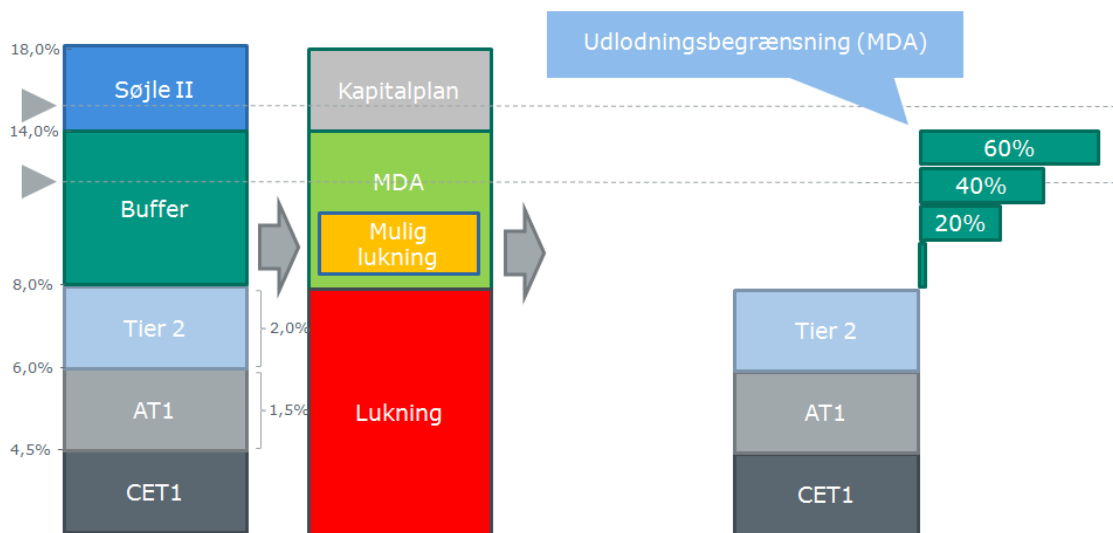 18,0%
Søjle II
14,0%
Buffer
8,0%
Tier 2
2,0%
6,0%
AT1
1,5%
4,5%
CET1
Kapitalplan
MDA
Mulig
lukning
Lukning
Udlodningsbegrænsning (MDA)
60%
40%
20%
Tier 2
AT1
CET1